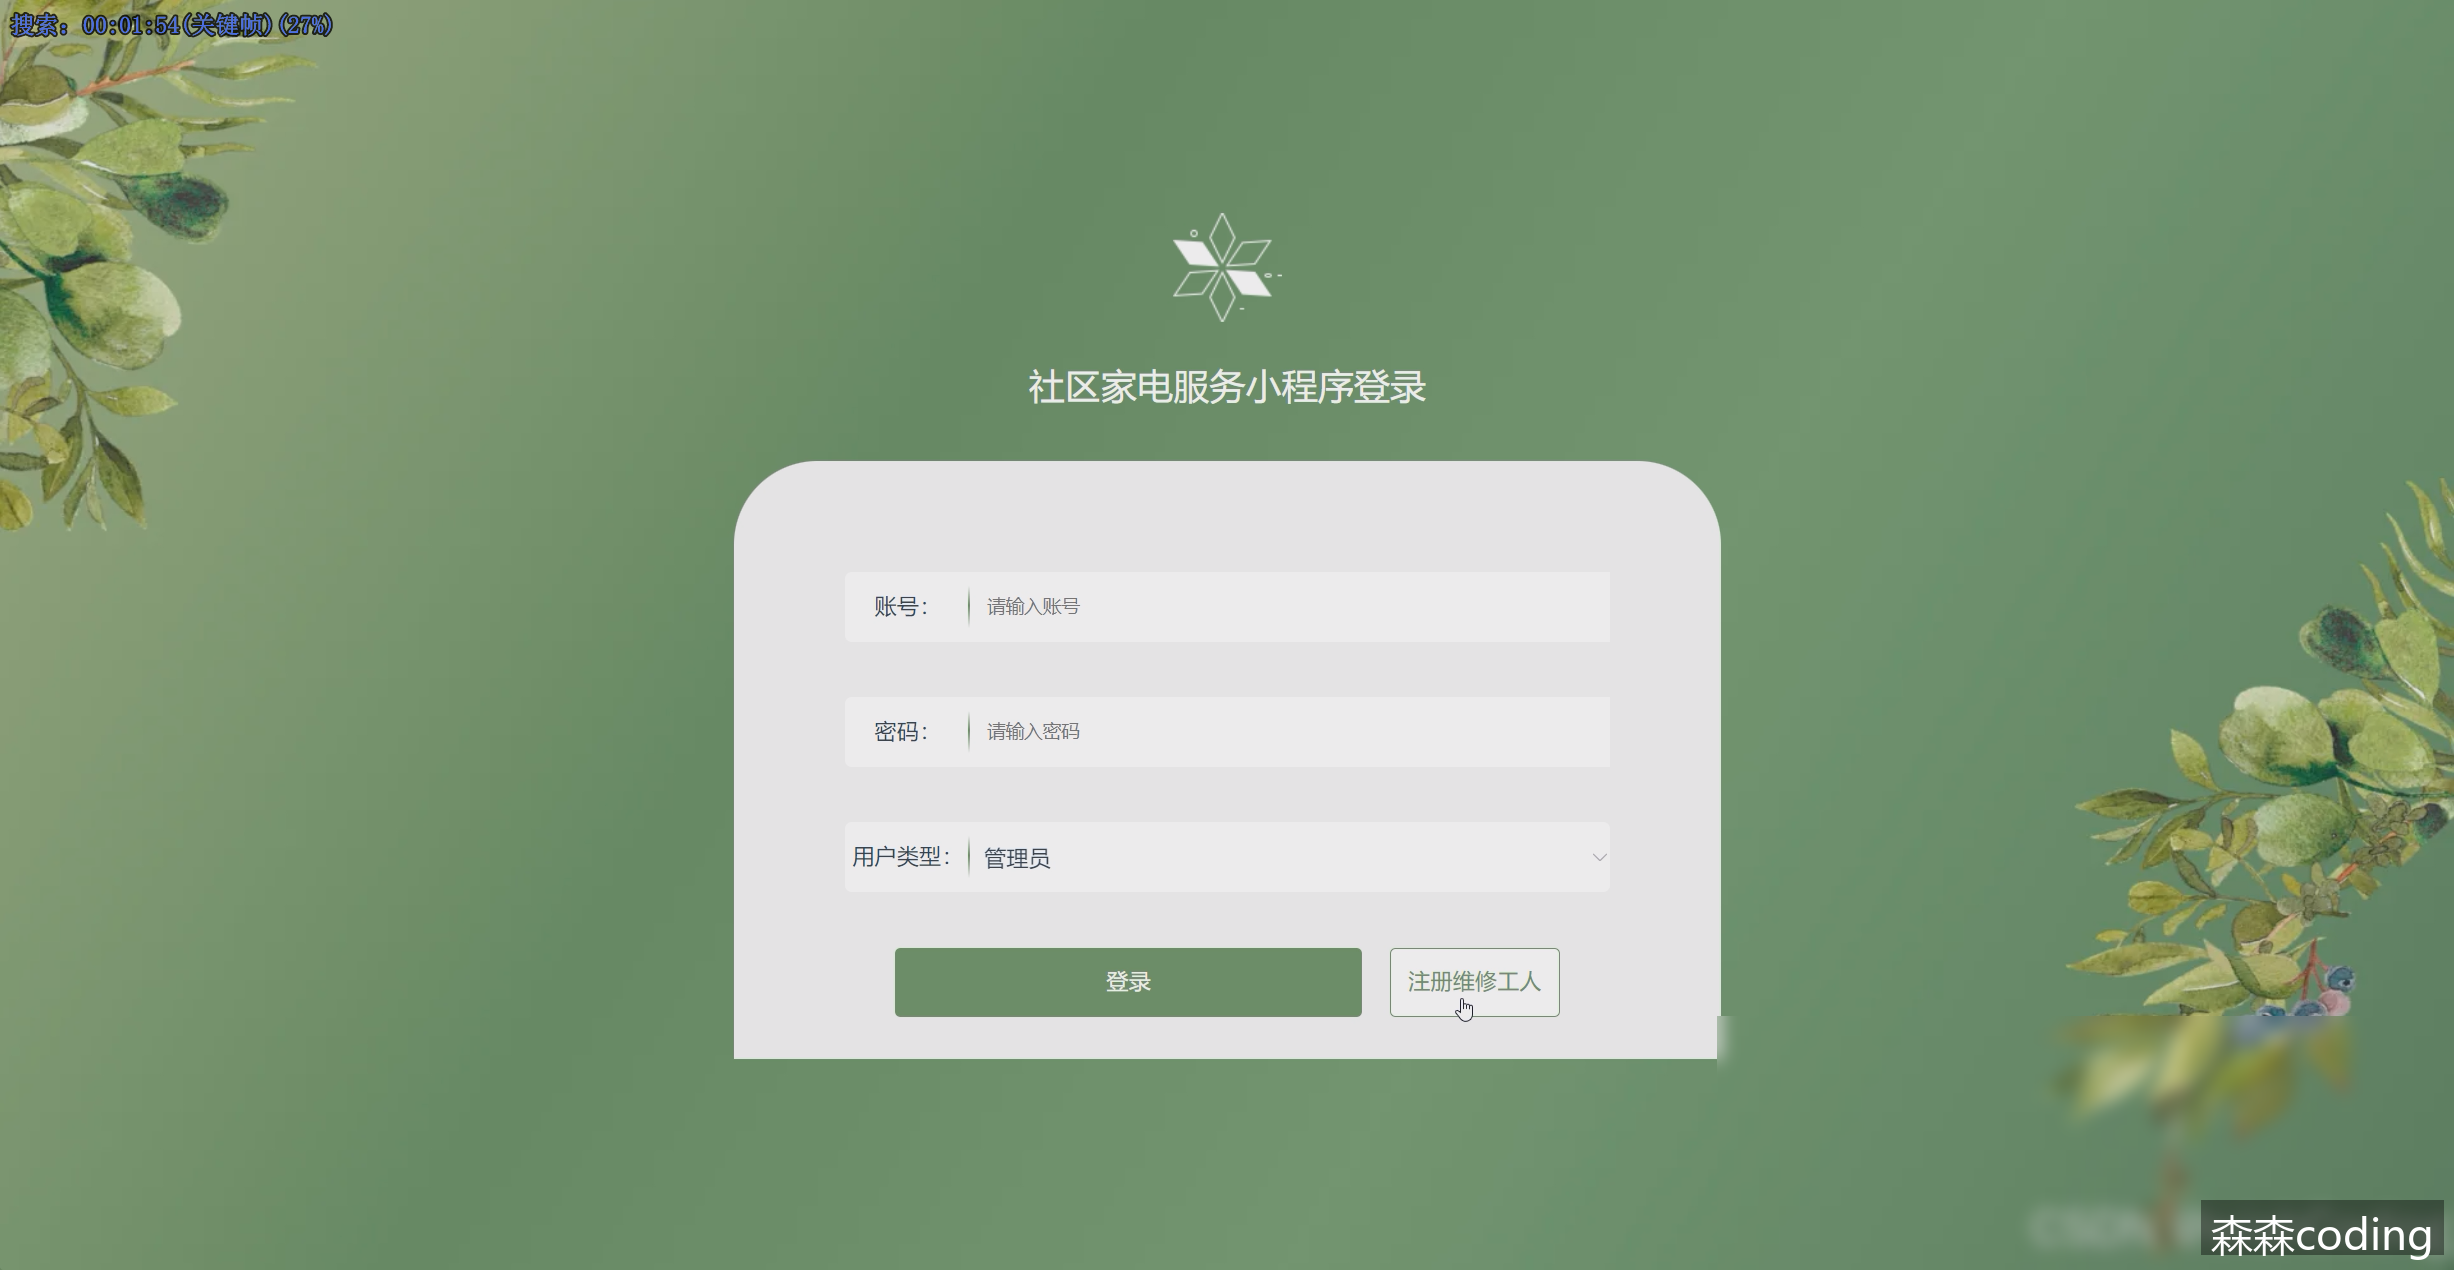 搜索: 00:01:54(关键帧)(27%)
社区家电服务小程序登录
账号：
请输入账号
密码：
请输入密码
用户类型：
管理员
登录
注册维修工人
森森coding